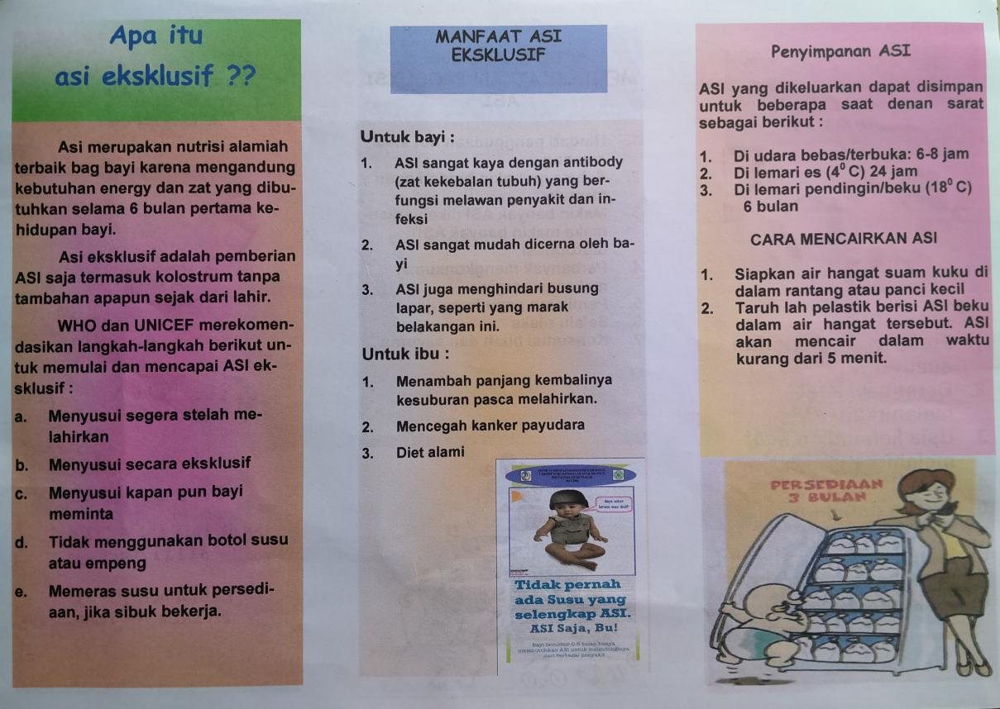 Apa itu
asi eksklusif ??
Asi merupakan nutrisi alamiah
terbaik bag bayi karena mengandung
kebutuhan energy dan zat yang dibu-
tuhkan selama 6 bulan pertama ke-
hidupan bayi.
Asi eksklusif adalah pemberian
ASI saja termasuk kolostrum tanpa
tambahan apapun sejak dari lahir.
WHO dan UNICEF merekomen-
dasikan langkah-langkah berikut un-
tuk memulai dan mencapai ASI ek-
sklusif :
a. Menyusui segera stelah me-
lahirkan
b. Menyusui secara eksklusif
c. Menyusui kapan pun bayi
meminta
d. Tidak menggunakan botol susu
atau empeng
e. Memeras susu untuk persedi-
aan, jika sibuk bekerja.
MANFAAT ASI
EKSKLUSIF
Untuk bayi :
1. ASI sangat kaya dengan antibody
(zat kekebalan tubuh) yang ber-
fungsi melawan penyakit dan in-
feksi
2. ASI sangat mudah dicerna oleh ba-
yi
3. ASI juga menghindari busung
lapar, seperti yang marak
belakangan ini.
Untuk ibu :
1. Menambah panjang kembalinya
kesuburan pasca melahirkan.
2. Mencegah kanker payudara
3. Diet alami
Tidak pernah
ada Susu yang
selengkap ASI.
ASI Saja, Bu!
Bayi berumur 0-6 bulan hanya
membutuhkan ASI untuk melindunginya
dari berbagai penyakit
Penyimpanan ASI
ASI yang dikeluarkan dapat disimpan
untuk beberapa saat denan sarat
sebagai berikut :
1. Di udara bebas/terbuka: 6-8 jam
2. Di lemari es (4⁰ C) 24 jam
3. Di lemari pendingin/beku (18⁰ C)
6 bulan
CARA MENCAIRKAN ASI
1. Siapkan air hangat suam kuku di
dalam rantang atau panci kecil
2. Taruh lah pelastik berisi ASI beku
dalam air hangat tersebut. ASI
akan mencair dalam waktu
kurang dari 5 menit.
PERSEDIAAN
3 BULAN